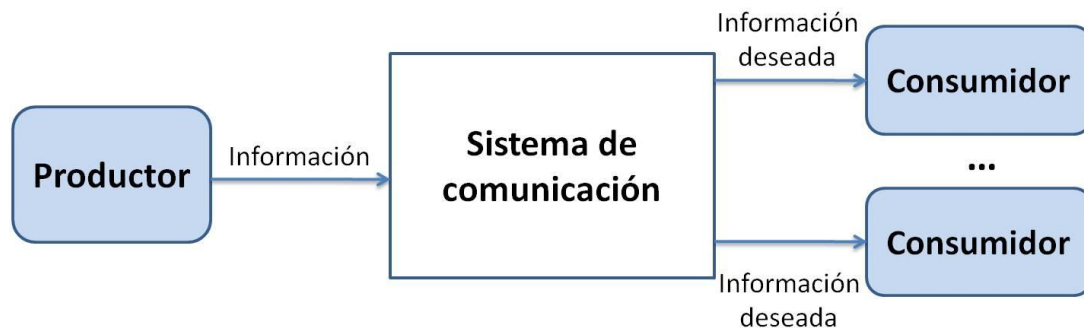 Productor
Información
Sistema de
comunicación
Información
deseada
Consumidor
...
Consumidor
Información
deseada